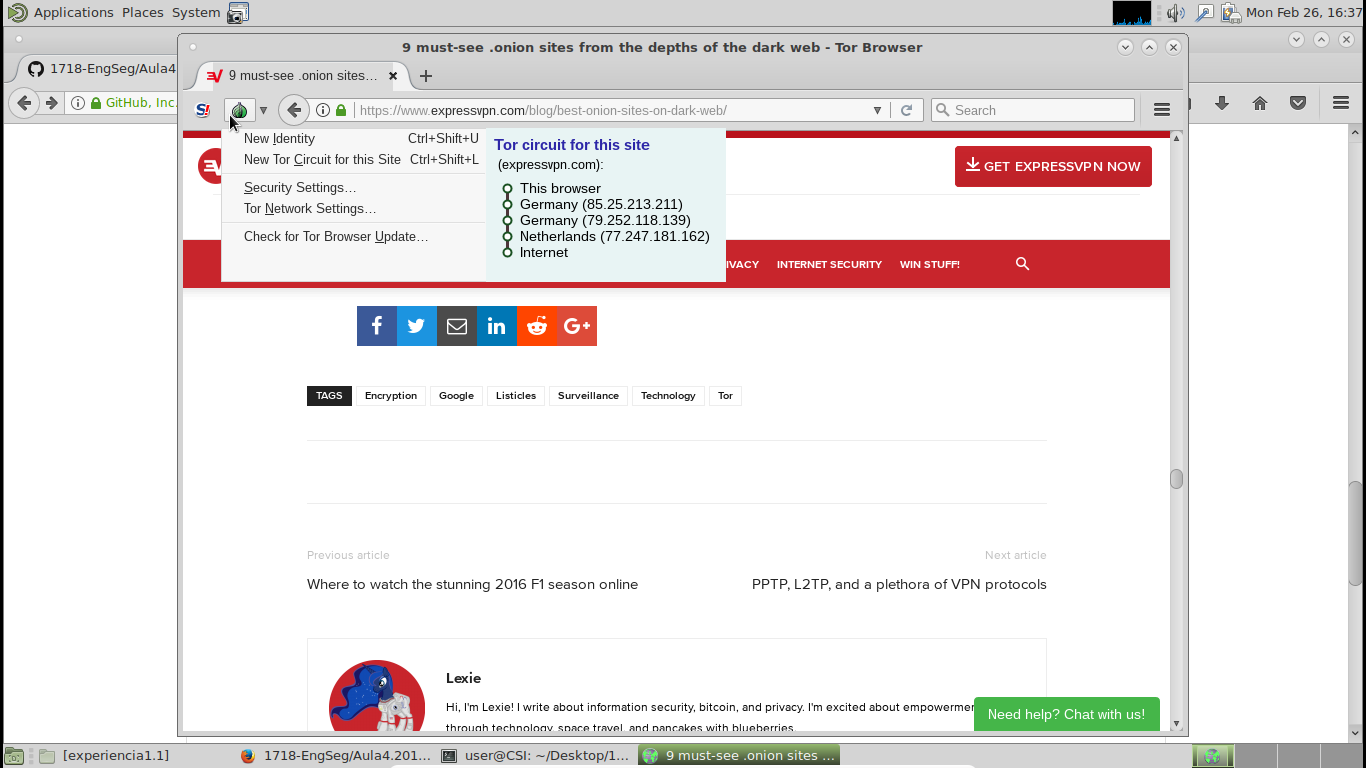 Applications Places System
Mon Feb 26, 16:37
9 must-see .onion sites from the depths of the dark web - Tor Browser
1718-EngSeg/Aula4
9 must-see .onion sites…
GitHub, Inc.
https://www.expressvpn.com/blog/best-onion-sites-on-dark-web/
Search
New Identity Ctrl+Shift+U
New Tor Circuit for this Site Ctrl+Shift+L
Security Settings…
Tor Network Settings…
Check for Tor Browser Update…
Tor circuit for this site
(expressvpn.com):
This browser
Germany (85.25.213.211)
Germany (79.252.118.139)
Netherlands (77.247.181.162)
Internet
GET EXPRESSVPN NOW
IVACY INTERNET SECURITY WIN STUFF!
TAGS Encryption Google Listicles Surveillance Technology Tor
Previous article
Where to watch the stunning 2016 F1 season online
Next article
PPTP, L2TP, and a plethora of VPN protocols
Lexie
Hi, I'm Lexie! I write about information security, bitcoin, and privacy. I'm excited about empowermen
through technology, space travel, and pancakes with blueberries.
Need help? Chat with us!
[experiencia1.1]
1718-EngSeg/Aula4.201…
user@CSI: ~/Desktop/1…
9 must-see .onion sites …